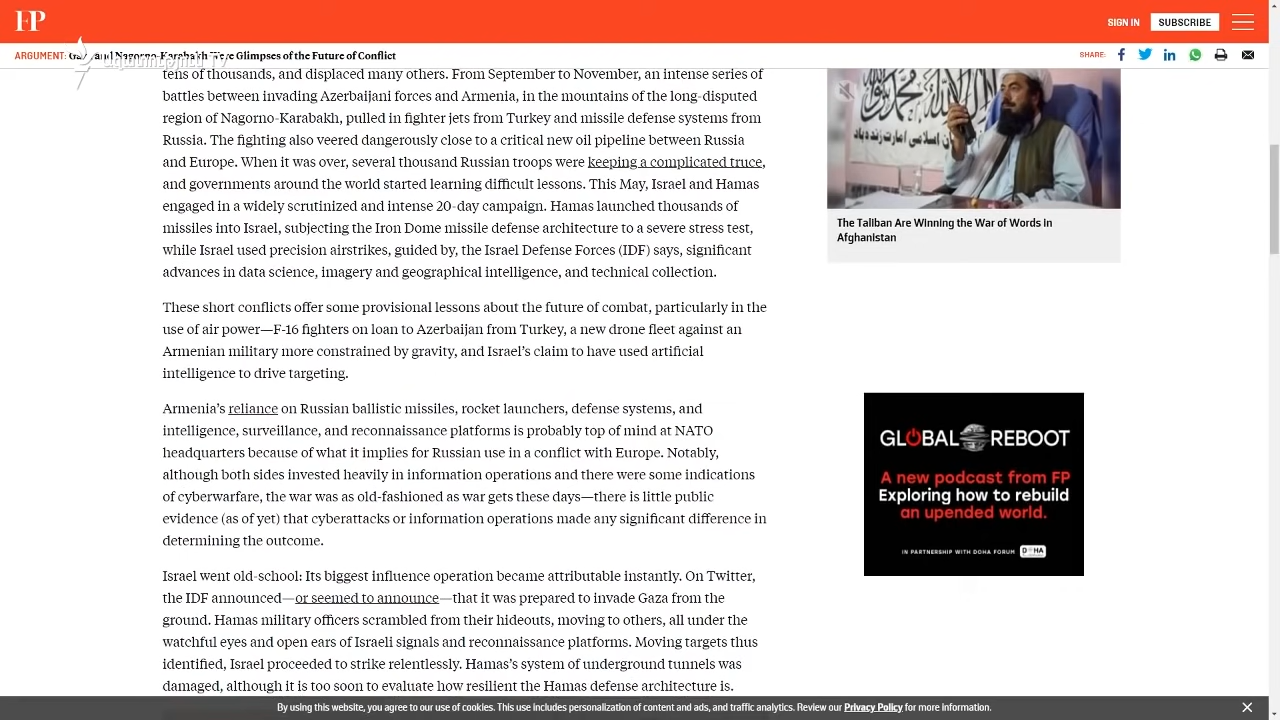 FP
SIGN IN
SUBSCRIBE
ARGUMENT: Gaza and Nagorno-Karabakh Were Glimpses of the Future of Conflict
SHARE:
tens of thousands, and displaced many others. From September to November, an intense series of
battles between invading Azerbaijani forces and Armenia, in the mountains of the long-disputed
region of Nagorno-Karabakh, pulled in fighter jets from Turkey and missile defense systems from
Russia. The fighting also veered dangerously close to a critical new oil pipeline between Russia
and Europe. When it was over, several thousand Russian troops were keeping a complicated truce,
and governments around the world started learning difficult lessons. This May, Israel and Hamas
engaged in a widely scrutinized and intense 20-day campaign. Hamas launched thousands of
missiles into Israel, subjecting the Iron Dome missile defense architecture to a severe stress test,
while Israel used precision airstrikes, guided by, the Israel Defense Forces (IDF) says, significant
advances in data science, imagery and geographical intelligence, and technical collection.
These short conflicts offer some provisional lessons about the future of combat, particularly in the
use of air power—F-16 fighters on loan to Azerbaijan from Turkey, a new drone fleet against an
Armenian military more constrained by gravity, and Israel's claim to have used artificial
intelligence to drive targeting.
Armenia's reliance on Russian ballistic missiles, rocket launchers, defense systems, and
intelligence, surveillance, and reconnaissance platforms is probably top of mind at NATO
headquarters because of what it implies for Russian use in a conflict with Europe. Notably,
although both sides invested heavily in information operations and there were some indications
of cyberwarfare, the war was as old-fashioned as war gets these days—there is little public
evidence (as of yet) that cyberattacks or information operations made any significant difference in
determining the outcome.
Israel went old-school: Its biggest influence operation became attributable instantly. On Twitter,
the IDF announced—or seemed to announce—that it was prepared to invade Gaza from the
ground. Hamas military officers scrambled from their hideouts, moving to others, all under the
watchful eyes and open ears of Israeli signals and reconnaissance platforms. Moving targets thus
identified, Israel proceeded to strike relentlessly. Hamas's system of underground tunnels was
damaged, although it is too soon to evaluate how resilient the Hamas defense architecture is.
The Taliban Are Winning the War of Words in
Afghanistan
GLOBAL REBOOT
A new podcast from FP
Exploring how to rebuild
an upended world.
IN PARTNERSHIP WITH DOHA FORUM DOHA
By using this website, you agree to our use of cookies. This use includes personalization of content and ads, and traffic analytics. Review our Privacy Policy for more information.